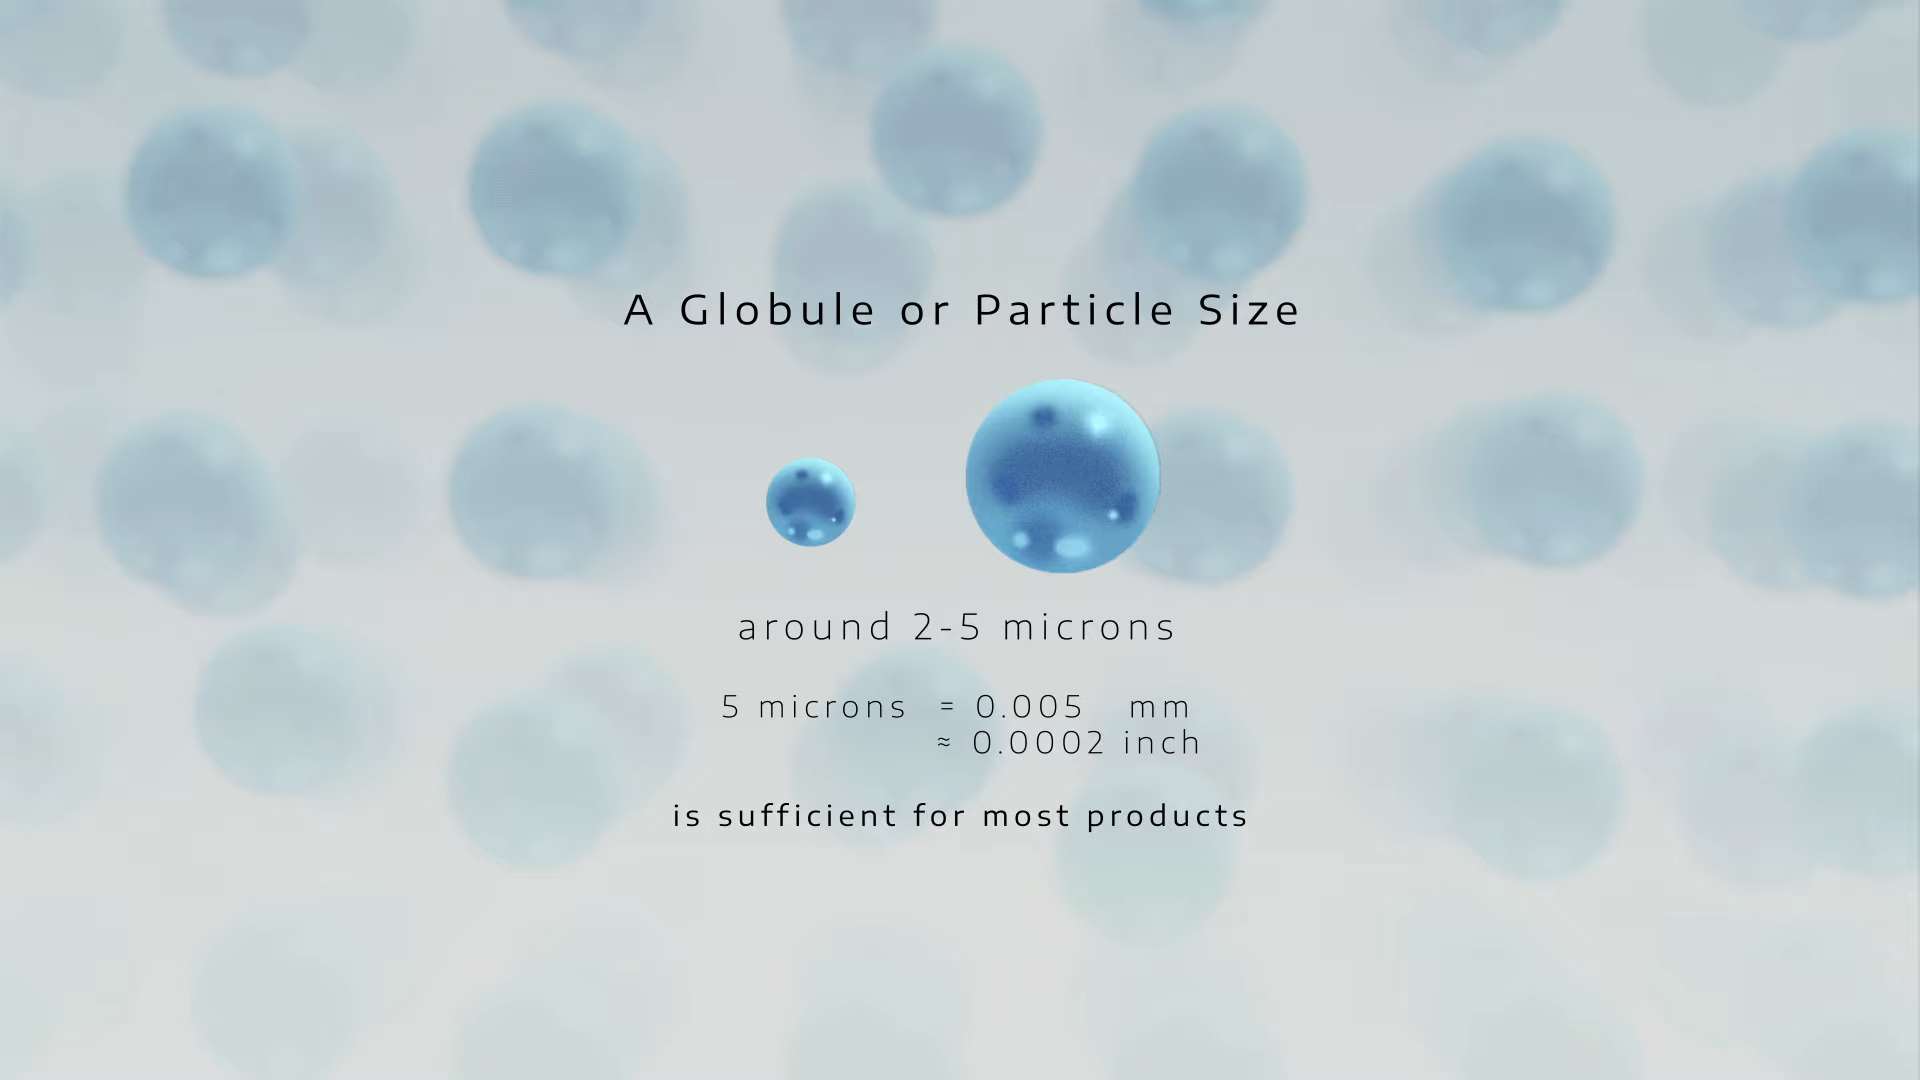 A Globule or Particle Size
around 2-5 microns
5 microns = 0.005 mm
≈ 0.0002 inch
is sufficient for most products